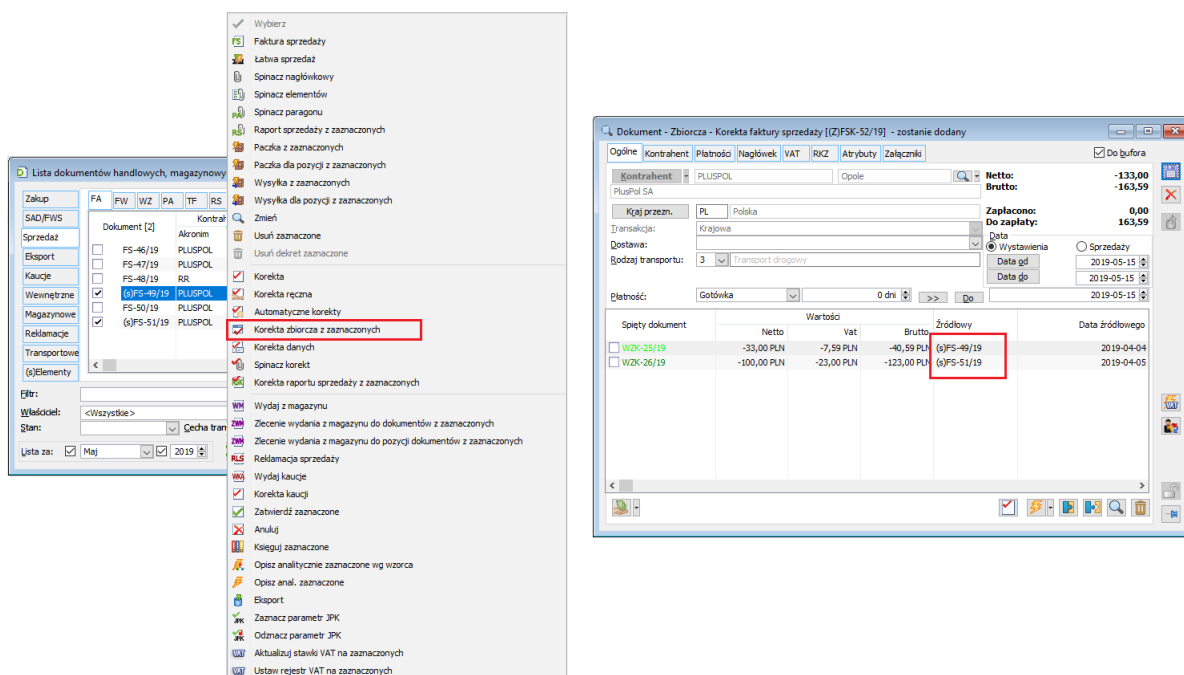 Lista dokumentów handlowych, magazynowy
Zakup
SAD/FWS
Sprzedaż
Eksport
Kaucje
Wewnętrzne
Magazynowe
Reklamacje
Transportowe
(s)Elementy
FA FW WZ PA TF RS
Dokument [2] Kontrah
Akronim
FS-46/19 PLUSPOL
FS-47/19 PLUSPOL
FS-48/19 RR
(s)FS-49/19 PLUSPOL
FS-50/19 PLUSPOL
(s)FS-51/19 PLUSPOL
Filtr:
Właściciel: <Wszystkie>
Stan: Cecha tran
Lista za: Maj 2019
Wybierz
Faktura sprzedaży
Łatwa sprzedaż
Spinacz nagłówkowy
Spinacz elementów
Spinacz paragonu
Raport sprzedaży z zaznaczonych
Paczka z zaznaczonych
Paczka dla pozycji z zaznaczonych
Wysyłka z zaznaczonych
Wysyłka dla pozycji z zaznaczonych
Zmień
Usuń zaznaczone
Usuń dekret zaznaczone
Korekta
Korekta ręczna
Automatyczne korekty
Korekta zbiorcza z zaznaczonych
Korekta danych
Spinacz korekt
Korekta raportu sprzedaży z zaznaczonych
Wydaj z magazynu
Zlecenie wydania z magazynu do dokumentów z zaznaczonych
Zlecenie wydania z magazynu do pozycji dokumentów z zaznaczonych
Reklamacja sprzedaży
Wydaj kaucje
Korekta kaucji
Zatwierdź zaznaczone
Anuluj
Księguj zaznaczone
Opisz analitycznie zaznaczone wg wzorca
Opisz anal. zaznaczone
Eksport
Zaznacz parametr JPK
Odznacz parametr JPK
Aktualizuj stawki VAT na zaznaczonych
Ustaw rejestr VAT na zaznaczonych
Dokument - Zbiorcza - Korekta faktury sprzedaży [(Z)FSK-52/19] - zostanie dodany
Ogólne Kontrahent Płatności Nagłówek VAT RKZ Atrybuty Załączniki Do bufora
Kontrahent PLUSPOL Opole Netto: -133,00
PlusPol SA Brutto: -163,59
Kraj przezn. PL Polska Zapłacono: 0,00
Transakcja: Krajowa Do zapłaty: 163,59
Data
Dostawa: Wystawienia Sprzedaży
Rodzaj transportu: 3 Transport drogowy Data od 2019-05-15
Data do 2019-05-15
Płatność: Gotówka 0 dni >> Do 2019-05-15
Spięty dokument Wartości Źródłowy Data źródłowego
Netto Vat Brutto
WZK-25/19 -33,00 PLN -7,59 PLN -40,59 PLN (s)FS-49/19 2019-04-04
WZK-26/19 -100,00 PLN -23,00 PLN -123,00 PLN (s)FS-51/19 2019-04-05